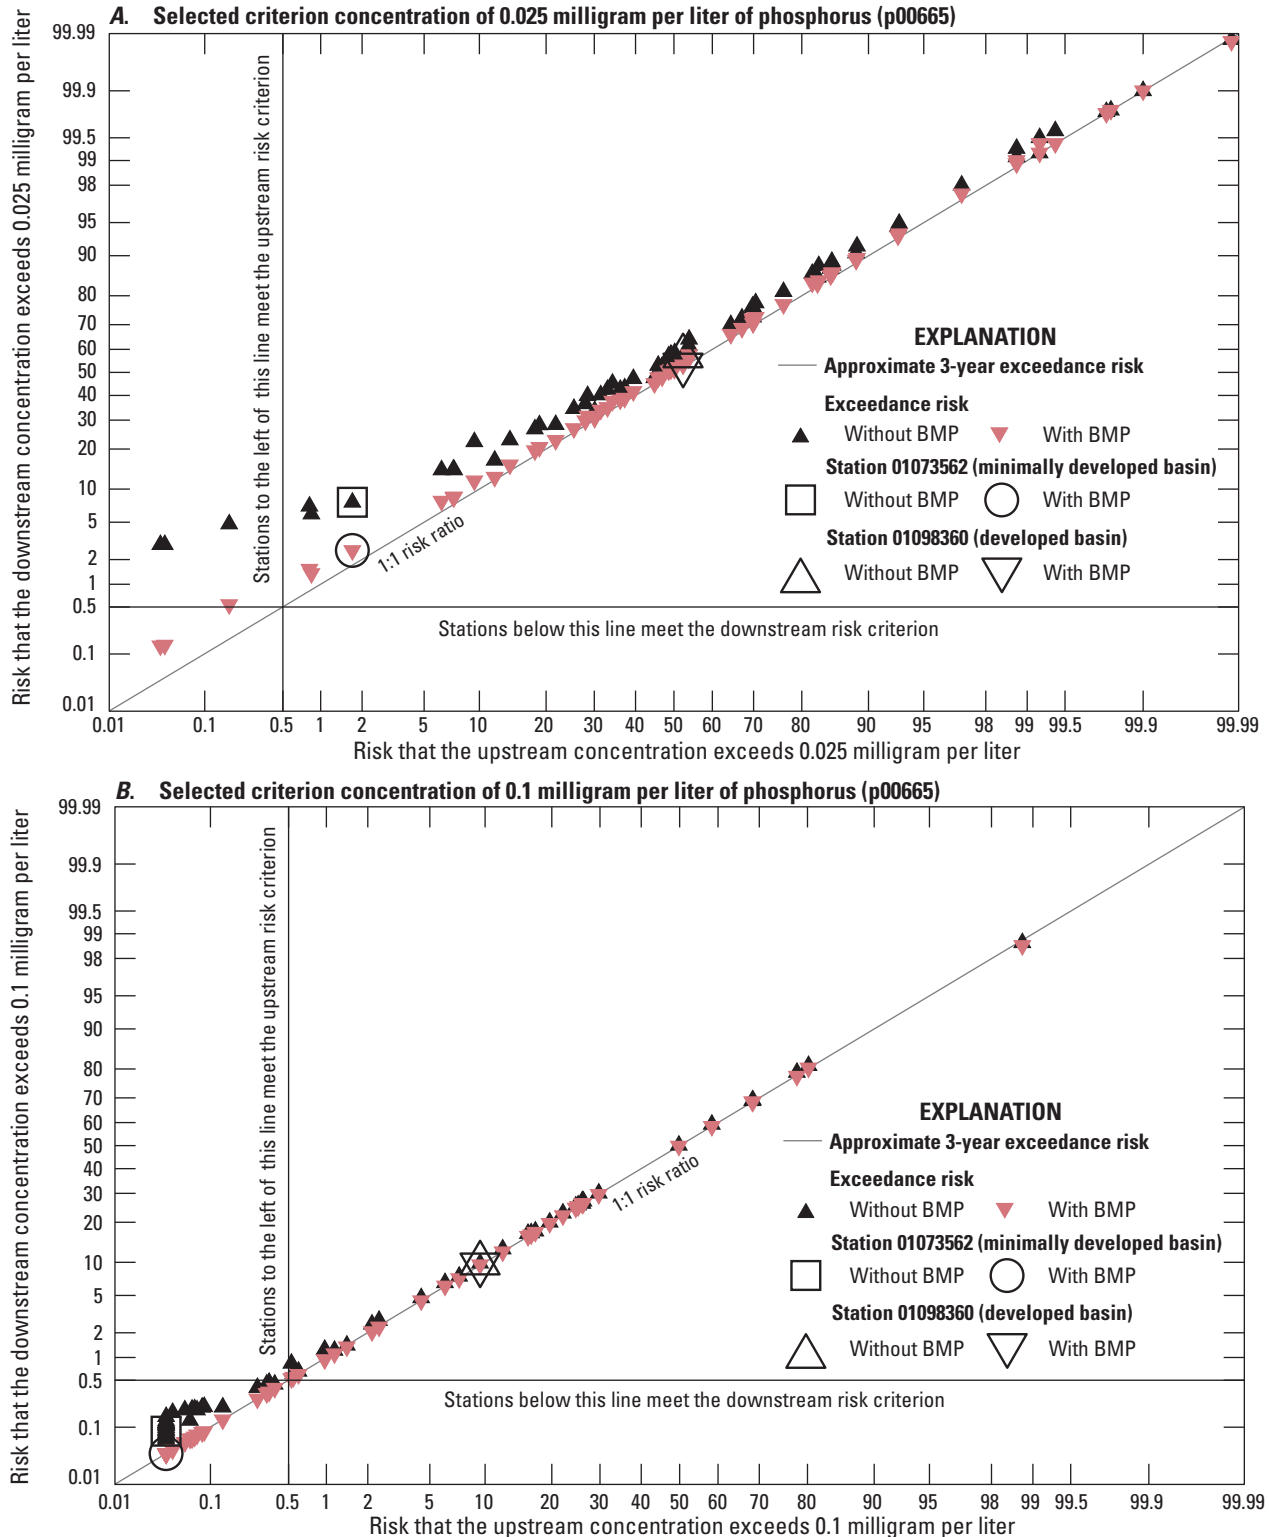 A. Selected criterion concentration of 0.025 milligram per liter of phosphorus (p00665)
Risk that the downstream concentration exceeds 0.025 milligram per liter
99.99
99.9
99.5
99
98
95
90
80
70
60
50
40
30
20
10
5
2
1
0.5
0.1
0.01
Stations to the left of this line meet the upstream risk criterion
1:1 risk ratio
EXPLANATION
Approximate 3-year exceedance risk
Exceedance risk
Without BMP With BMP
Station 01073562 (minimally developed basin)
Without BMP With BMP
Station 01098360 (developed basin)
Without BMP With BMP
Stations below this line meet the downstream risk criterion
0.01 0.1 0.5 1 2 5 10 20 30 40 50 60 70 80 90 95 98 99 99.5 99.9 99.99
Risk that the upstream concentration exceeds 0.025 milligram per liter
B. Selected criterion concentration of 0.1 milligram per liter of phosphorus (p00665)
Risk that the downstream concentration exceeds 0.1 milligram per liter
99.99
99.9
99.5
99
98
95
90
80
70
60
50
40
30
20
10
5
2
1
0.5
0.1
0.01
Stations to the left of this line meet the upstream risk criterion
1:1 risk ratio
EXPLANATION
Approximate 3-year exceedance risk
Exceedance risk
Without BMP With BMP
Station 01073562 (minimally developed basin)
Without BMP With BMP
Station 01098360 (developed basin)
Without BMP With BMP
Stations below this line meet the downstream risk criterion
0.01 0.1 0.5 1 2 5 10 20 30 40 50 60 70 80 90 95 98 99 99.5 99.9 99.99
Risk that the upstream concentration exceeds 0.1 milligram per liter